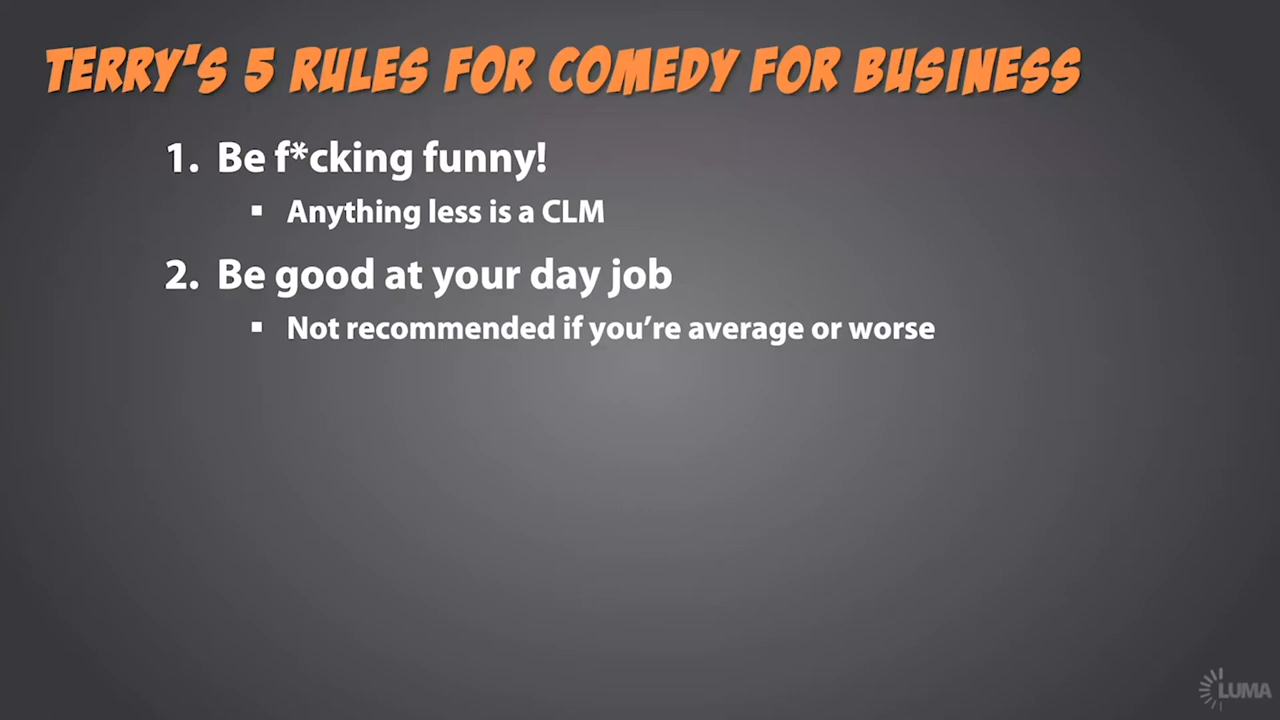 TERRY'S 5 RULES FOR COMEDY FOR BUSINESS
1. Be f*cking funny!
▪ Anything less is a CLM
2. Be good at your day job
▪ Not recommended if you're average or worse
LUMA